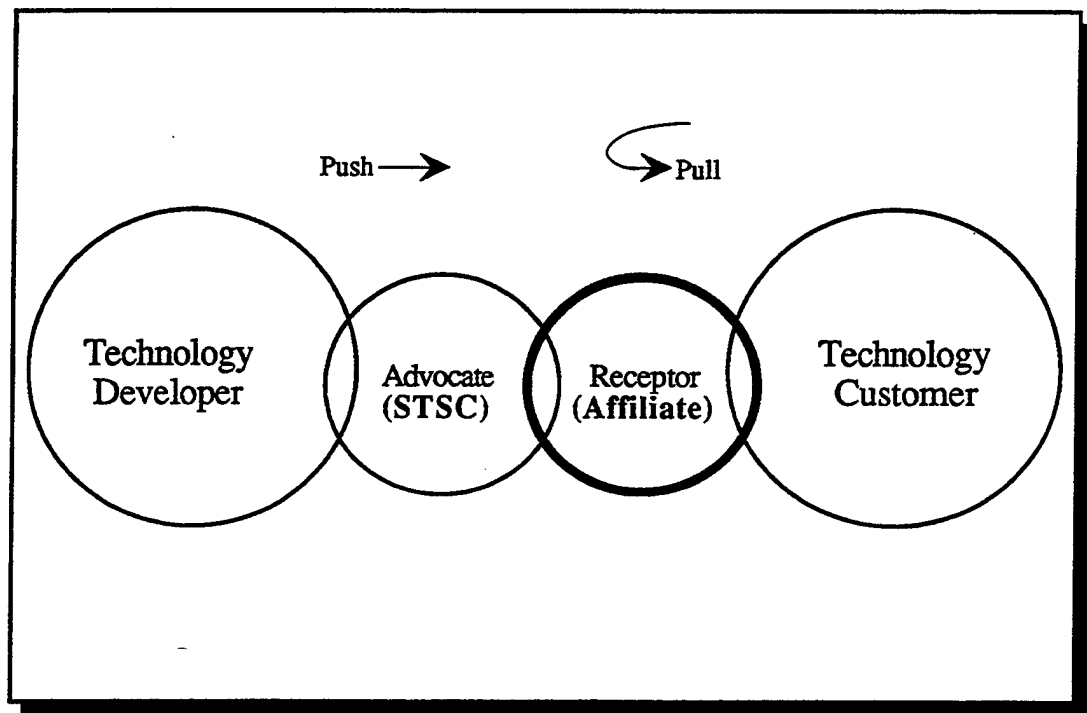 Push
Pull
Technology
Developer
Advocate
(STSC)
Receptor
(Affiliate)
Technology
Customer